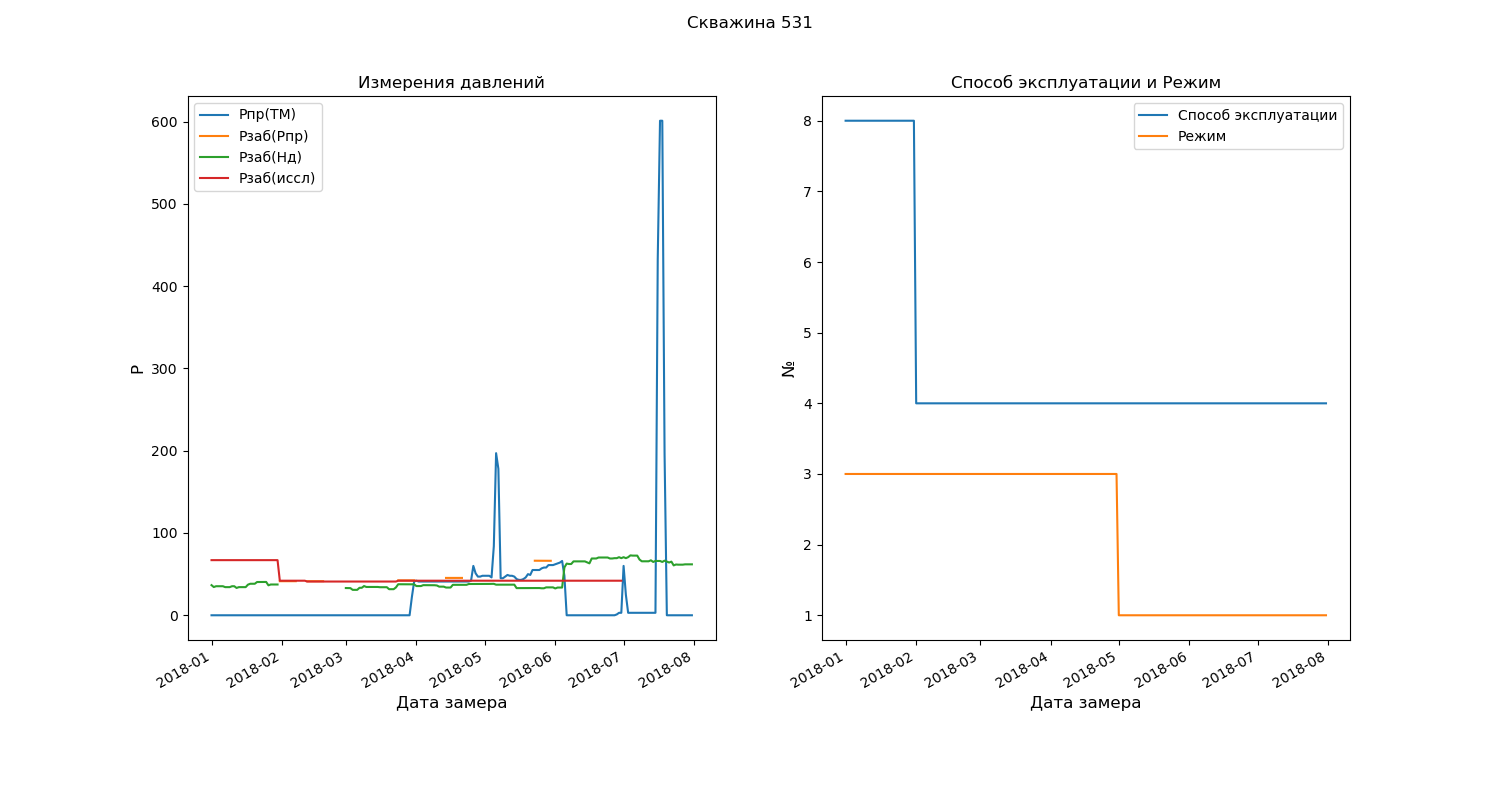 Скважина 531
Измерения давлений
Рпр(ТМ)
Рзаб(Рпр)
Рзаб(Нд)
Рзаб(иссл)
600
500
400
300
200
100
0
Р
2018-01
2018-02
2018-03
2018-04
2018-05
2018-06
2018-07
2018-08
Дата замера
Способ эксплуатации и Режим
Способ эксплуатации
Режим
8
7
6
5
4
3
2
1
№
2018-01
2018-02
2018-03
2018-04
2018-05
2018-06
2018-07
2018-08
Дата замера